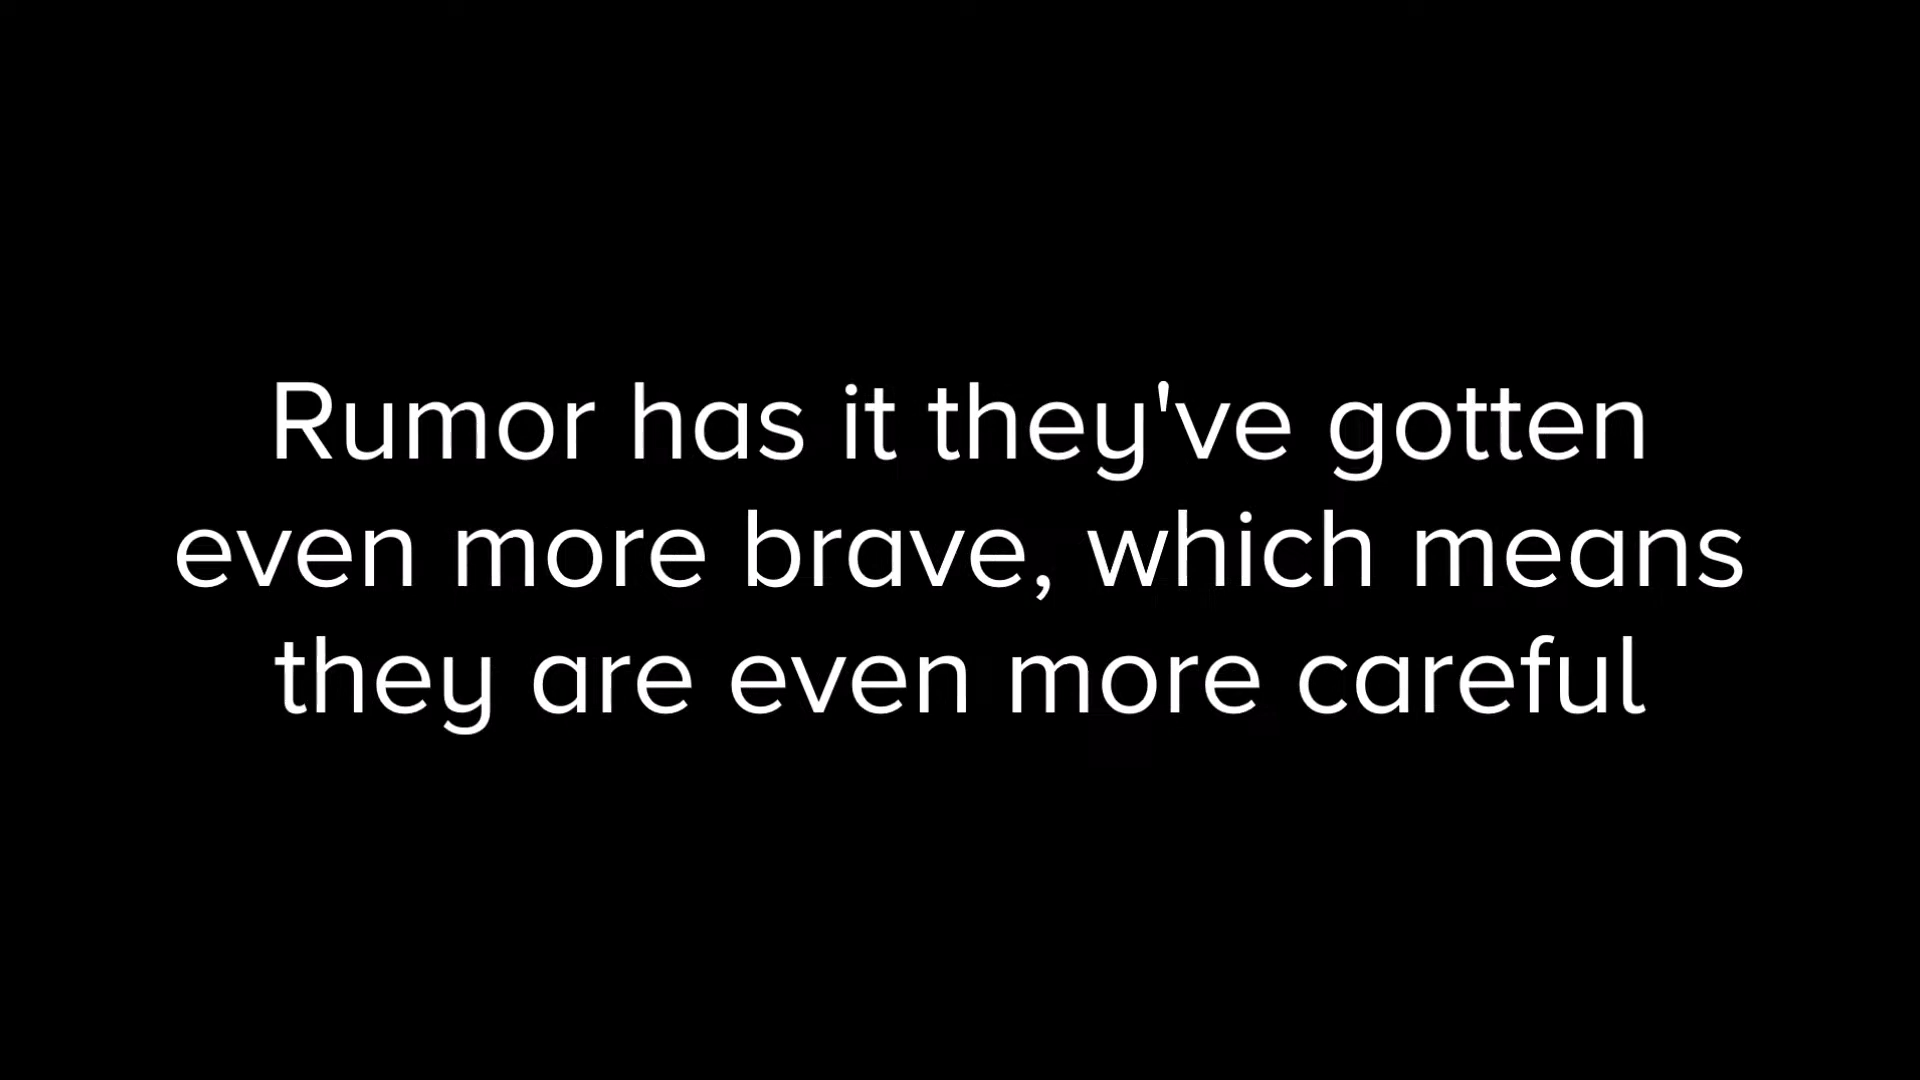 Rumor has it they've gotten
even more brave, which means
they are even more careful